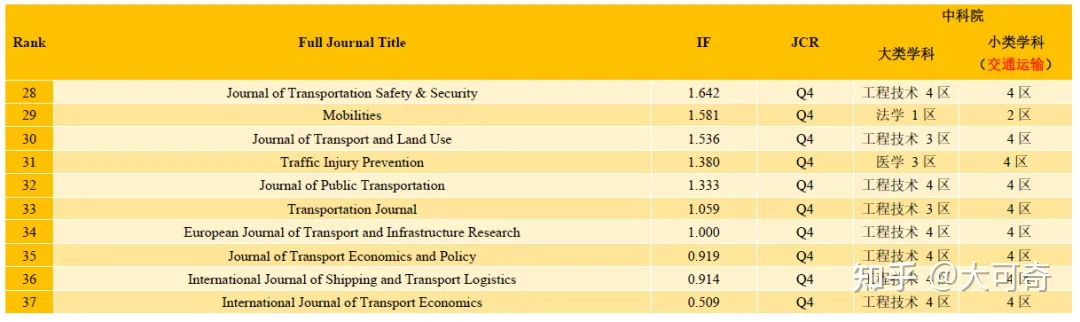 中科院
Rank Full Journal Title IF JCR 大类学科 小类学科
（交通运输）
28 Journal of Transportation Safety & Security 1.642 Q4 工程技术 4 区 4 区
29 Mobilities 1.581 Q4 法学 1 区 2 区
30 Journal of Transport and Land Use 1.536 Q4 工程技术 3 区 4 区
31 Traffic Injury Prevention 1.380 Q4 医学 3 区 4 区
32 Journal of Public Transportation 1.333 Q4 工程技术 4 区 4 区
33 Transportation Journal 1.059 Q4 工程技术 3 区 4 区
34 European Journal of Transport and Infrastructure Research 1.000 Q4 工程技术 4 区 4 区
35 Journal of Transport Economics and Policy 0.919 Q4 工程技术 4 区 4 区
36 International Journal of Shipping and Transport Logistics 0.914 Q4 工程技术 4 区 4 区
37 International Journal of Transport Economics 0.509 Q4 工程技术 4 区 4 区
知乎 @大可奇